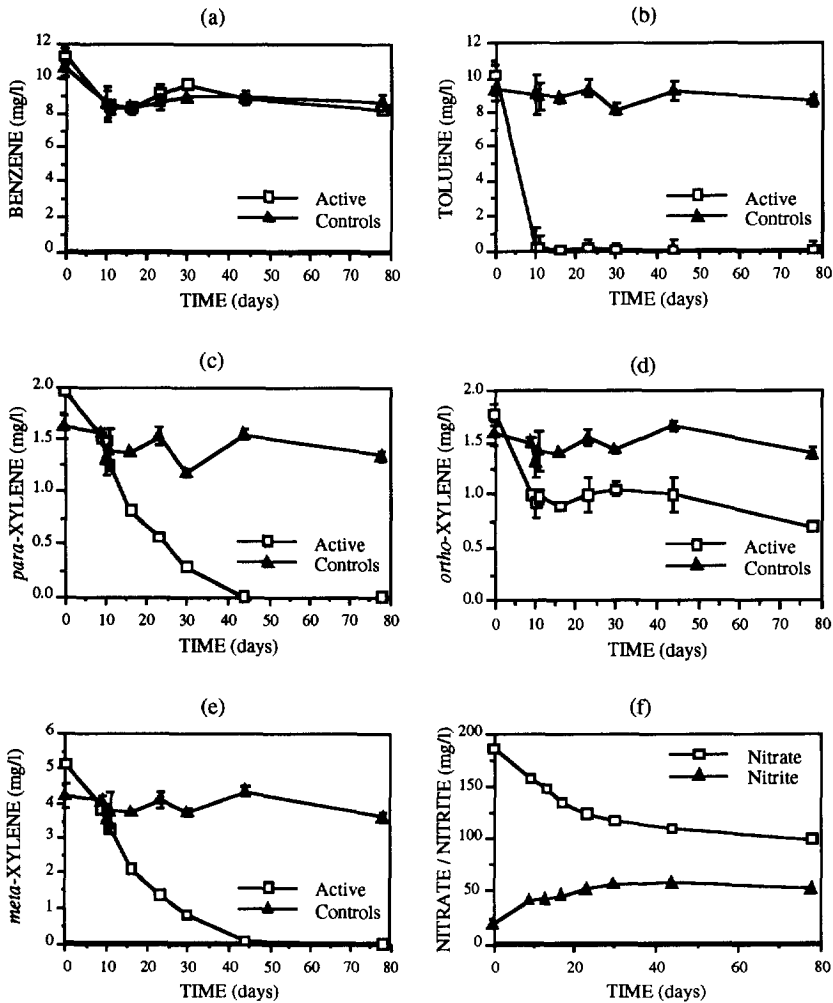 (a)
BENZENE (mg/l)
12
10
8
6
4
2
0
Active
Controls
0 10 20 30 40 50 60 70 80
TIME (days)
(b)
TOLUENE (mg/l)
12
10
8
6
4
2
0
Active
Controls
0 10 20 30 40 50 60 70 80
TIME (days)
(c)
para-XYLENE (mg/l)
2.0
1.5
1.0
0.5
0.0
Active
Controls
0 10 20 30 40 50 60 70 80
TIME (days)
(d)
ortho-XYLENE (mg/l)
2.0
1.5
1.0
0.5
0.0
Active
Controls
0 10 20 30 40 50 60 70 80
TIME (days)
(e)
meta-XYLENE (mg/l)
6
5
4
3
2
1
0
Active
Controls
0 10 20 30 40 50 60 70 80
TIME (days)
(f)
NITRATE / NITRITE (mg/l)
200
150
100
50
0
Nitrate
Nitrite
0 10 20 30 40 50 60 70 80
TIME (days)